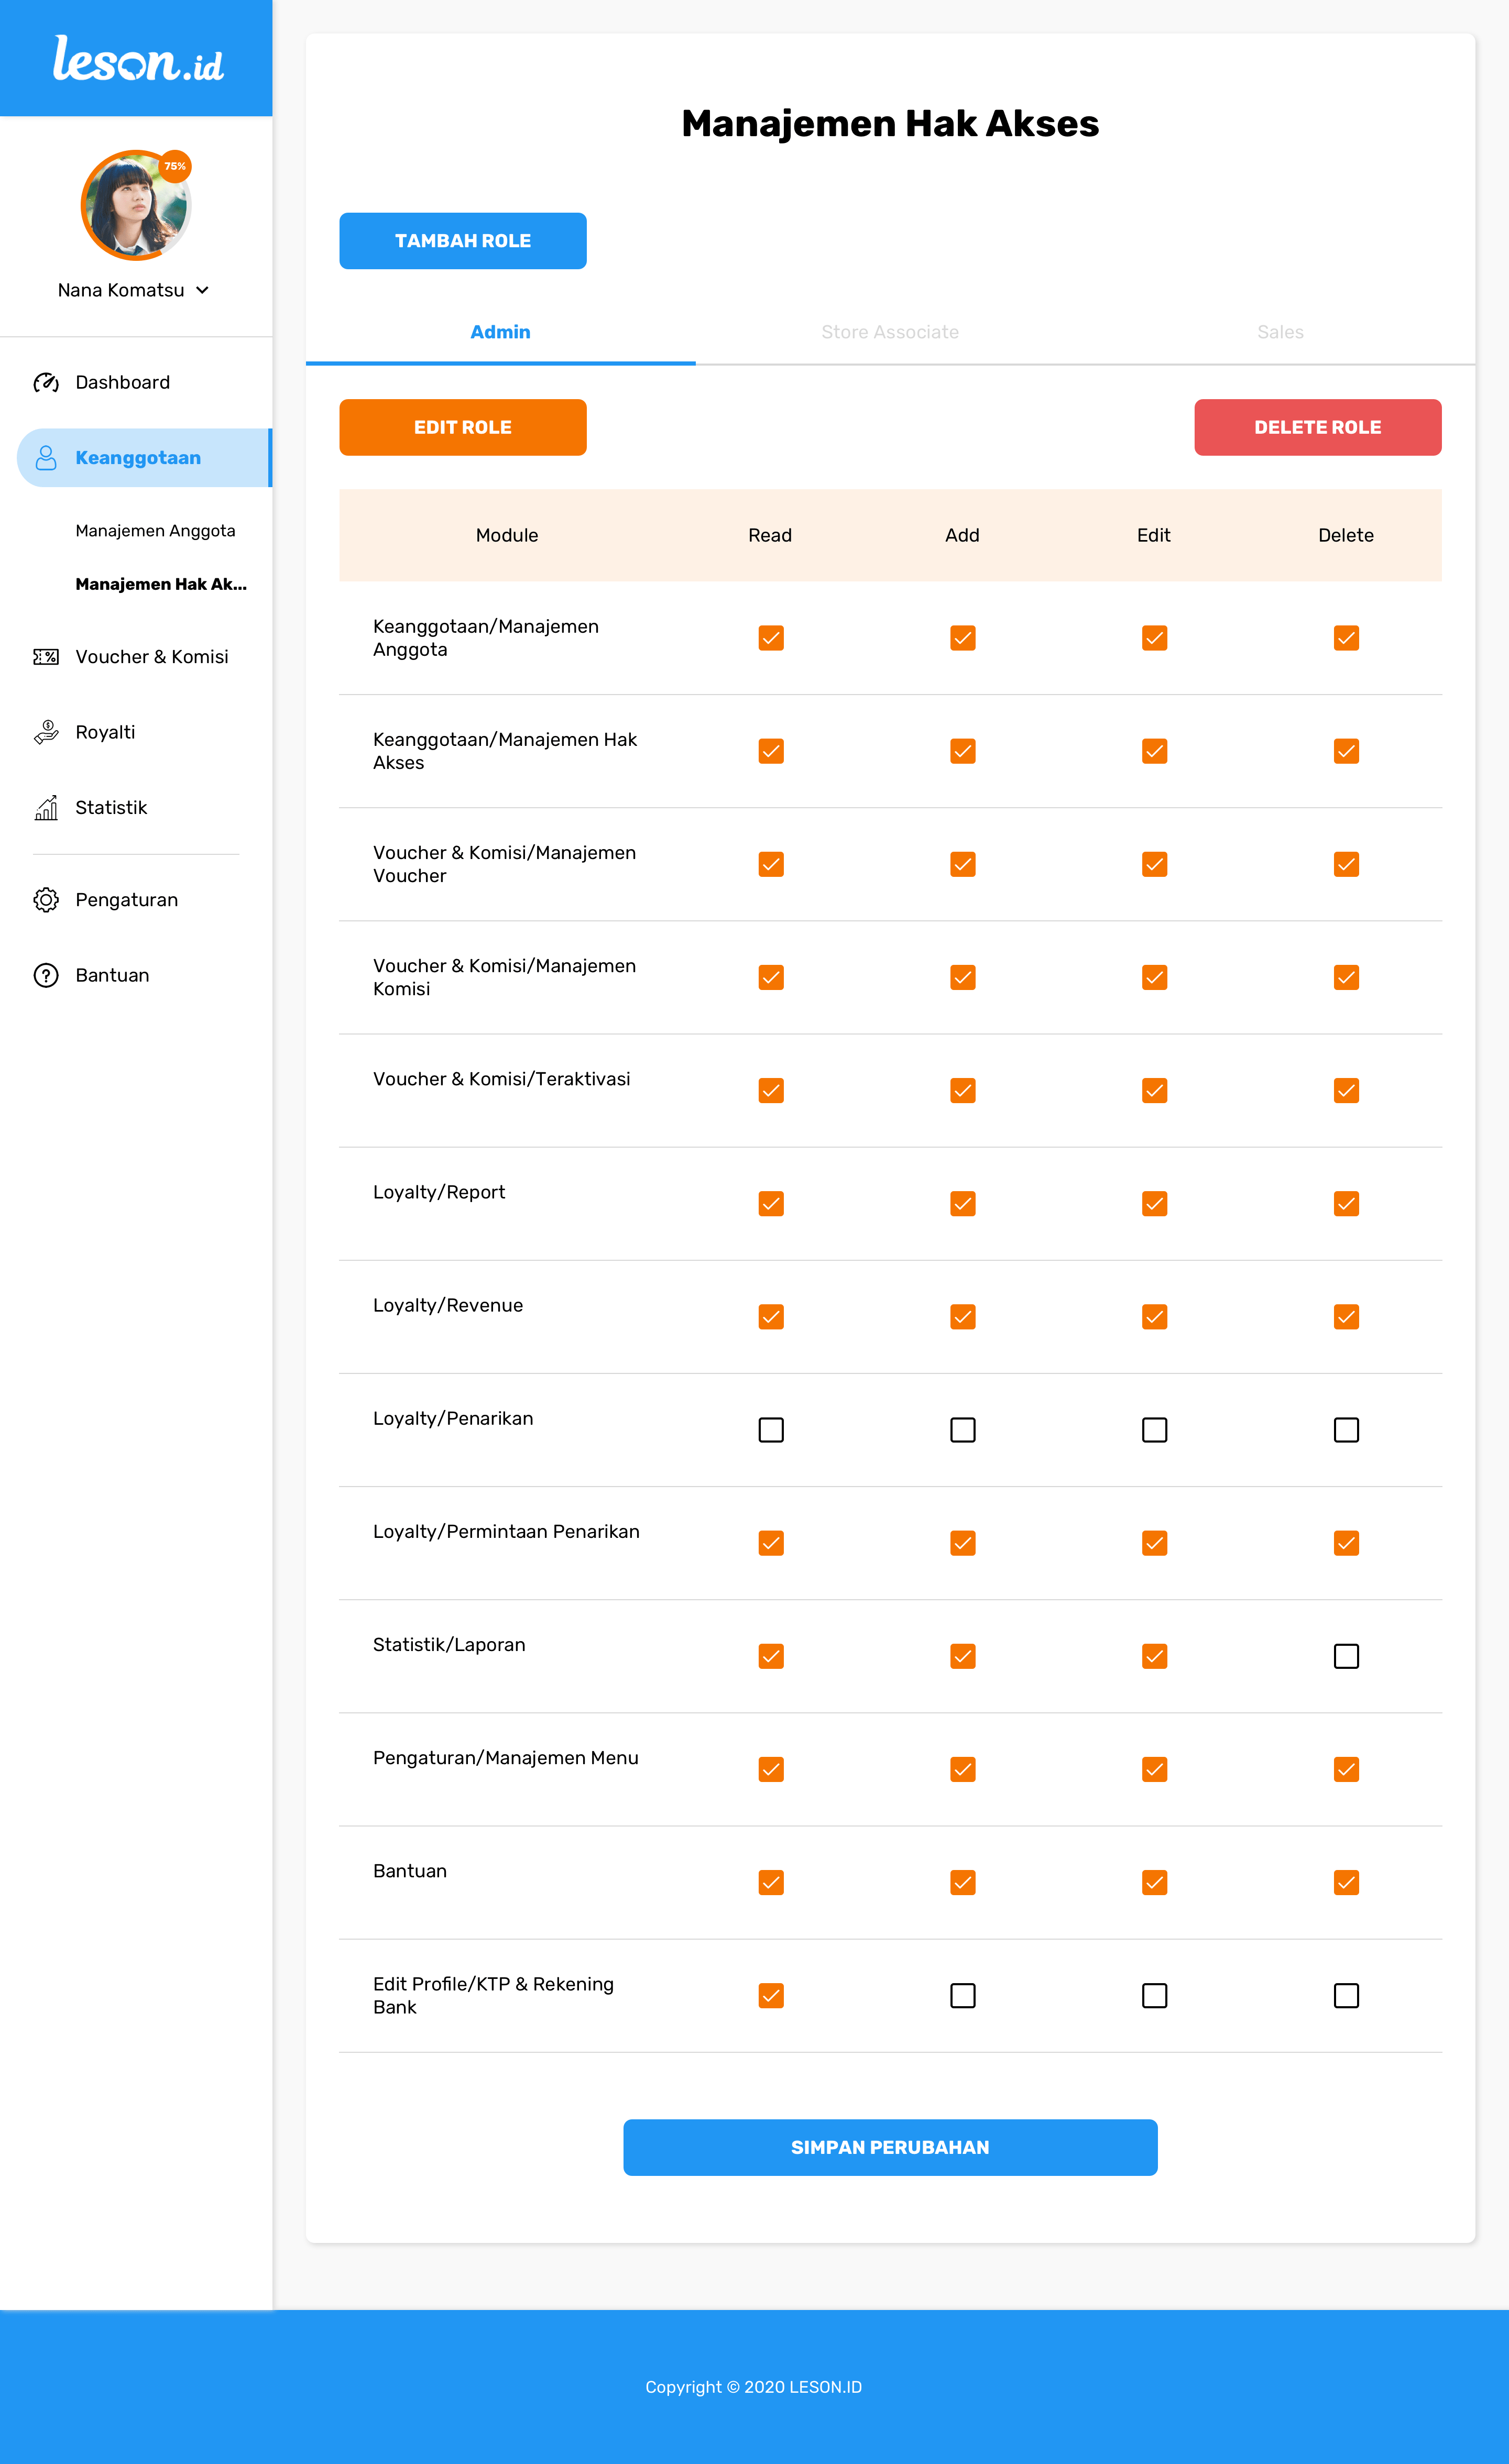 leson.id
75%
Nana Komatsu
Dashboard
Keanggotaan
Manajemen Anggota
Manajemen Hak Ak...
Voucher & Komisi
Royalti
Statistik
Pengaturan
Bantuan
Manajemen Hak Akses
TAMBAH ROLE
Admin Store Associate Sales
EDIT ROLE DELETE ROLE
Module Read Add Edit Delete
Keanggotaan/Manajemen
Anggota
Keanggotaan/Manajemen Hak
Akses
Voucher & Komisi/Manajemen
Voucher
Voucher & Komisi/Manajemen
Komisi
Voucher & Komisi/Teraktivasi
Loyalty/Report
Loyalty/Revenue
Loyalty/Penarikan
Loyalty/Permintaan Penarikan
Statistik/Laporan
Pengaturan/Manajemen Menu
Bantuan
Edit Profile/KTP & Rekening
Bank
SIMPAN PERUBAHAN
Copyright © 2020 LESON.ID